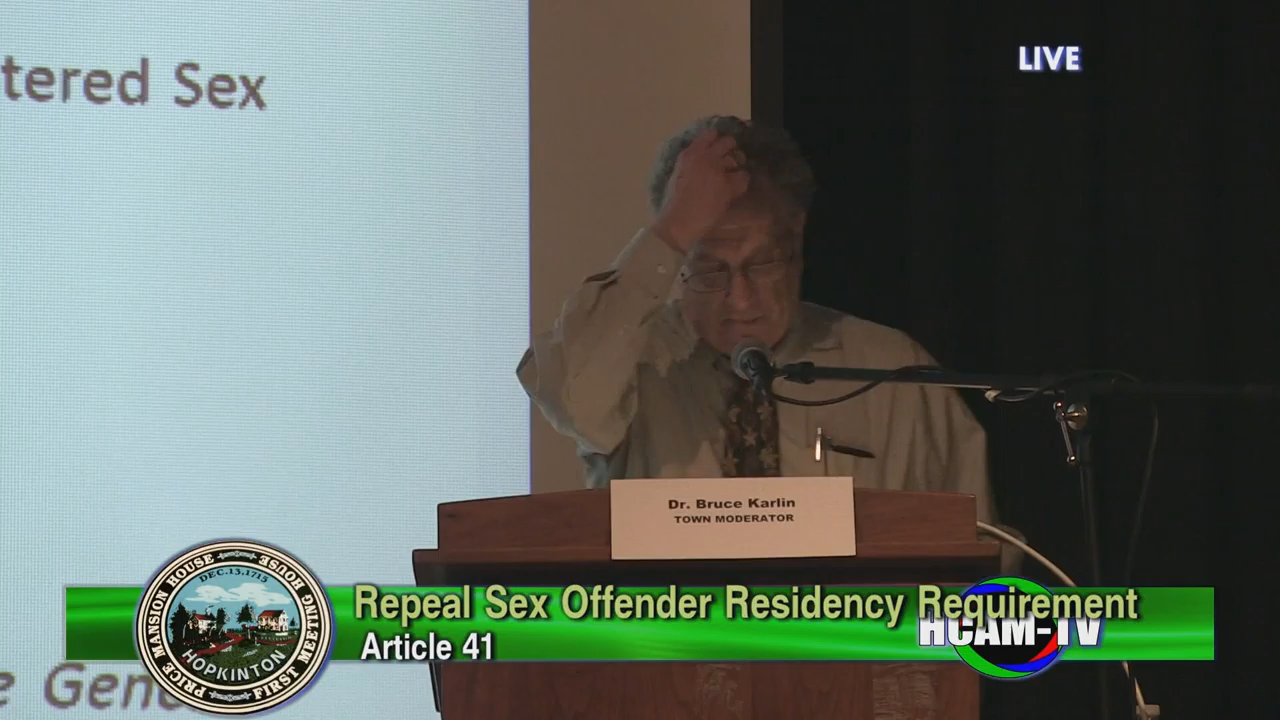 tered Sex
LIVE
Dr. Bruce Karlin
TOWN MODERATOR
Repeal Sex Offender Residency Requirement
Article 41
HCAM-TV
PRICE MANSION HOUSE
FIRST MEETING HOUSE
DEC. 13. 1715
HOPKINTON
e Gen